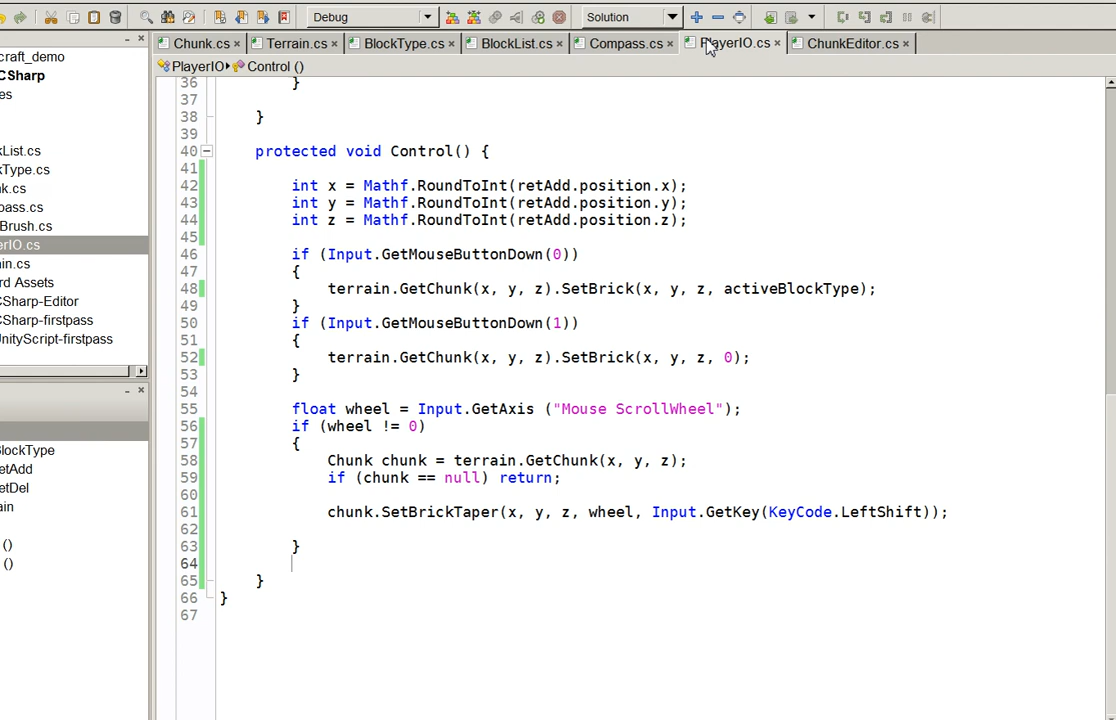 Debug
Solution
Chunk.cs Terrain.cs BlockType.cs BlockList.cs Compass.cs PlayerIO.cs ChunkEditor.cs
PlayerIO Control ()
craft_demo
CSharp
es
kList.cs
kType.cs
nk.cs
pass.cs
Brush.cs
erIO.cs
in.cs
rd Assets
CSharp-Editor
CSharp-firstpass
nityScript-firstpass
BlockType
etAdd
etDel
ain
()
()
36 }
37
38 }
39
40 protected void Control() {
41
42 int x = Mathf.RoundToInt(retAdd.position.x);
43 int y = Mathf.RoundToInt(retAdd.position.y);
44 int z = Mathf.RoundToInt(retAdd.position.z);
45
46 if (Input.GetMouseButtonDown(0))
47 {
48 terrain.GetChunk(x, y, z).SetBrick(x, y, z, activeBlockType);
49 }
50 if (Input.GetMouseButtonDown(1))
51 {
52 terrain.GetChunk(x, y, z).SetBrick(x, y, z, 0);
53 }
54
55 float wheel = Input.GetAxis ("Mouse ScrollWheel");
56 if (wheel != 0)
57 {
58 Chunk chunk = terrain.GetChunk(x, y, z);
59 if (chunk == null) return;
60
61 chunk.SetBrickTaper(x, y, z, wheel, Input.GetKey(KeyCode.LeftShift));
62
63 }
64
65 }
66 }
67